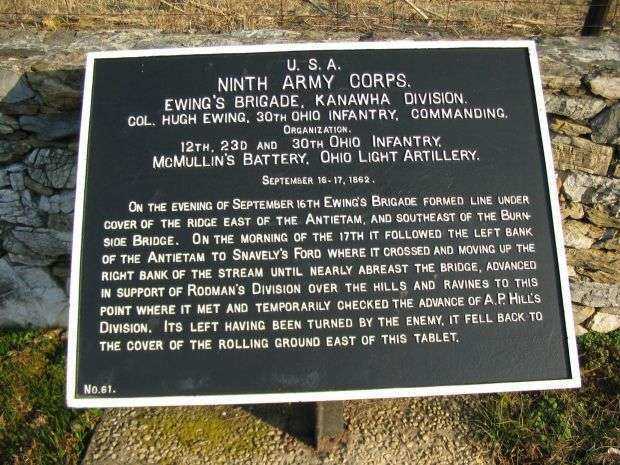 U. S. A.
NINTH ARMY CORPS.
EWING'S BRIGADE, KANAWHA DIVISION.
COL. HUGH EWING, 30TH OHIO INFANTRY, COMMANDING.
ORGANIZATION.
12TH, 23D AND 30TH OHIO INFANTRY,
MCMULLIN'S BATTERY, OHIO LIGHT ARTILLERY.
SEPTEMBER 16-17, 1862.
ON THE EVENING OF SEPTEMBER 16TH EWING'S BRIGADE FORMED LINE UNDER
COVER OF THE RIDGE EAST OF THE ANTIETAM, AND SOUTHEAST OF THE BURN-
SIDE BRIDGE. ON THE MORNING OF THE 17TH IT FOLLOWED THE LEFT BANK
OF THE ANTIETAM TO SNAVELY'S FORD WHERE IT CROSSED AND MOVING UP THE
RIGHT BANK OF THE STREAM UNTIL NEARLY ABREAST THE BRIDGE, ADVANCED
IN SUPPORT OF RODMAN'S DIVISION OVER THE HILLS AND RAVINES TO THIS
POINT WHERE IT MET AND TEMPORARILY CHECKED THE ADVANCE OF A.P. HILL'S
DIVISION. ITS LEFT HAVING BEEN TURNED BY THE ENEMY, IT FELL BACK TO
THE COVER OF THE ROLLING GROUND EAST OF THIS TABLET.
NO. 61.